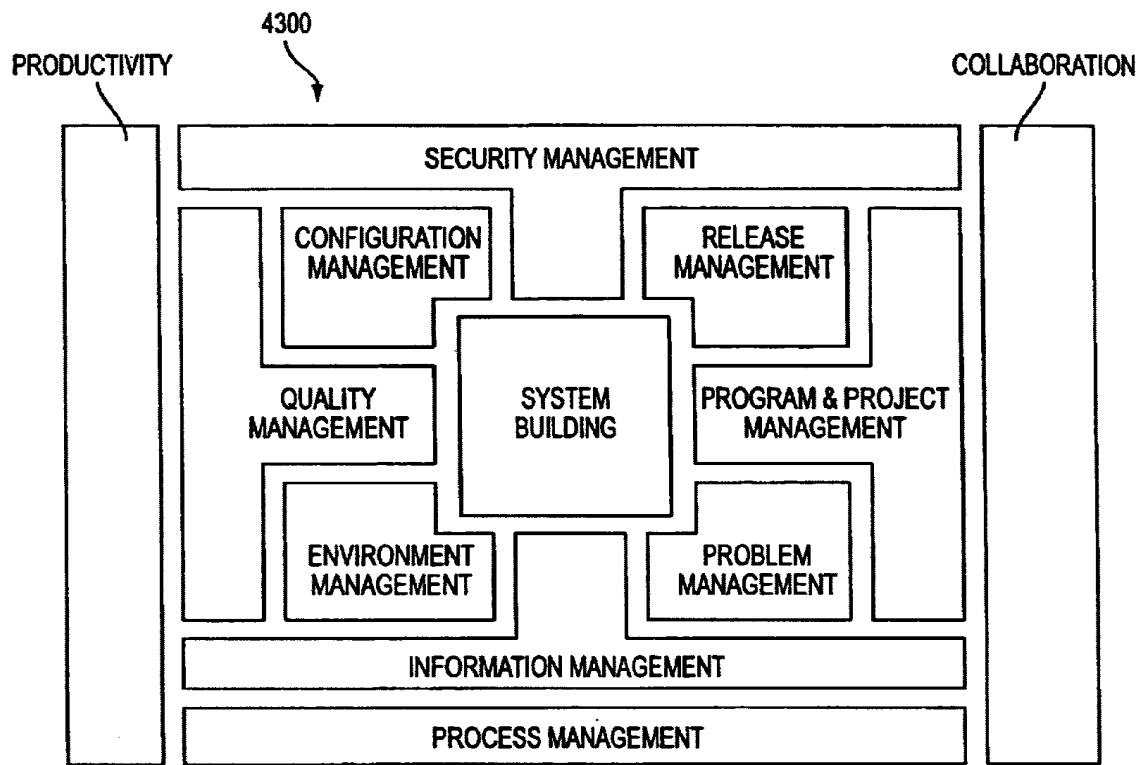 4300
PRODUCTIVITY
COLLABORATION
SECURITY MANAGEMENT
CONFIGURATION
MANAGEMENT
RELEASE
MANAGEMENT
QUALITY
MANAGEMENT
SYSTEM
BUILDING
PROGRAM & PROJECT
MANAGEMENT
ENVIRONMENT
MANAGEMENT
PROBLEM
MANAGEMENT
INFORMATION MANAGEMENT
PROCESS MANAGEMENT